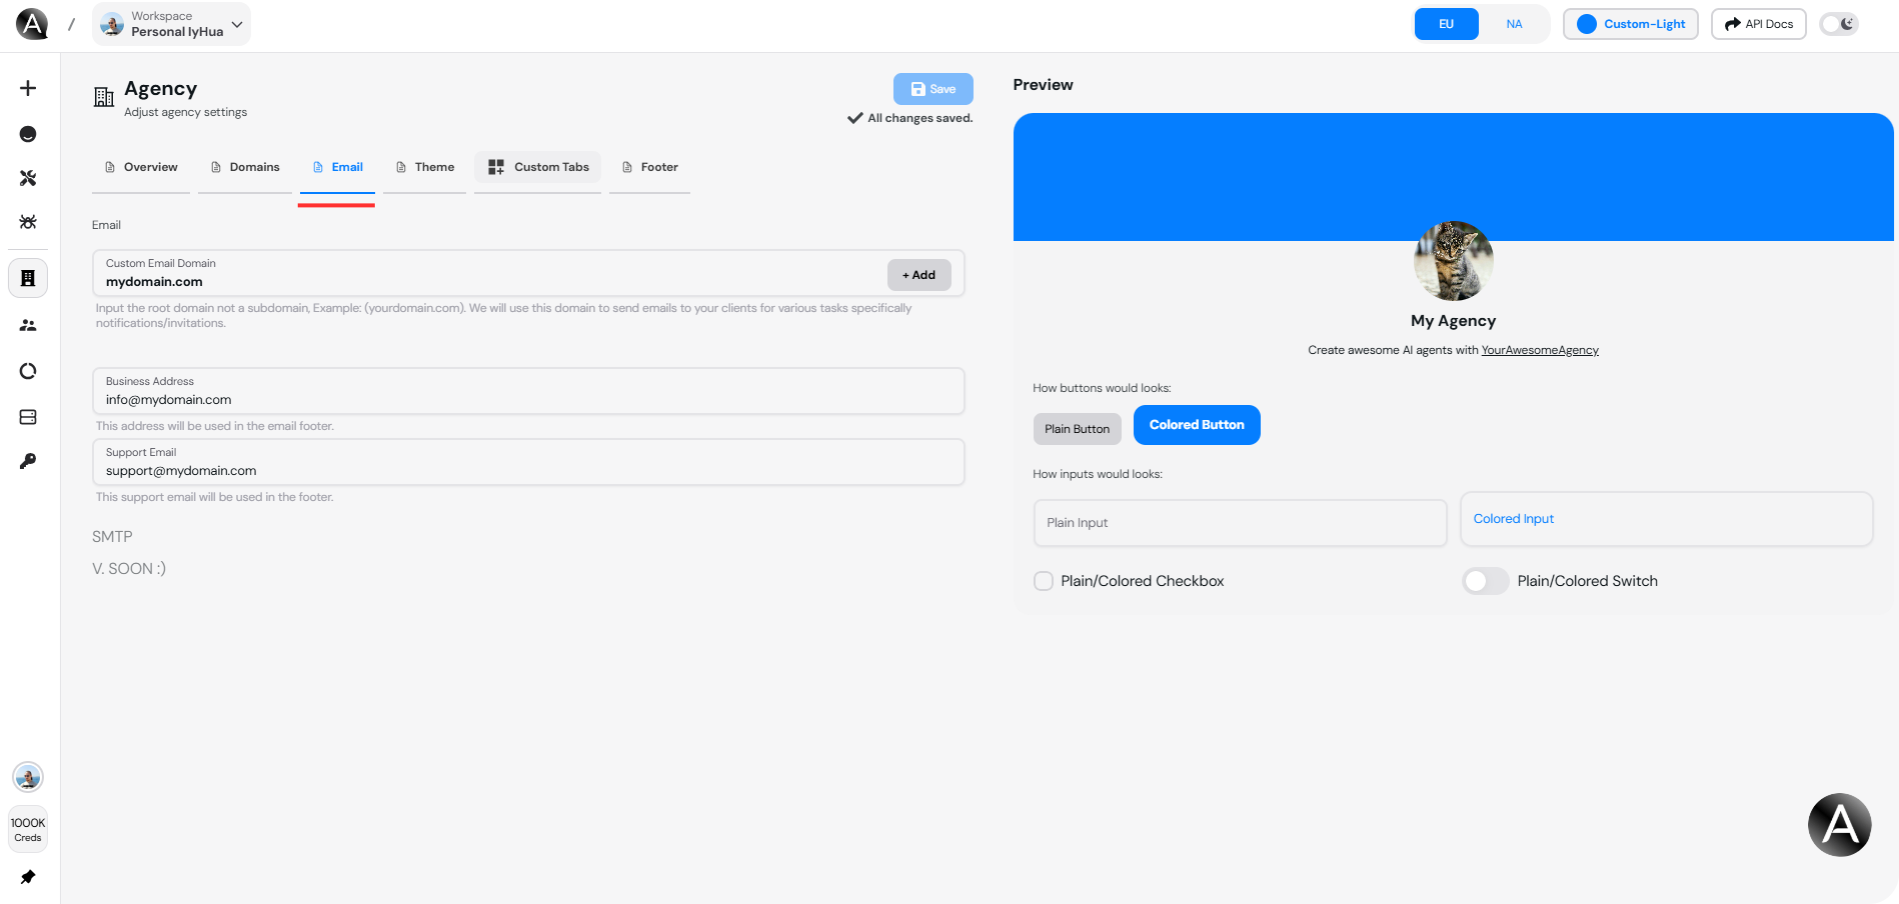 A
/
Workspace
Personal IyHua
EU
NA
Custom-Light
API Docs
Agency
Adjust agency settings
Save
All changes saved.
Overview
Domains
Email
Theme
Custom Tabs
Footer
Email
Custom Email Domain
mydomain.com
+ Add
Input the root domain not a subdomain, Example: (yourdomain.com). We will use this domain to send emails to your clients for various tasks specifically
notifications/invitations.
Business Address
info@mydomain.com
This address will be used in the email footer.
Support Email
support@mydomain.com
This support email will be used in the footer.
SMTP
V. SOON :)
1000K
Creds
Preview
My Agency
Create awesome AI agents with YourAwesomeAgency
How buttons would looks:
Plain Button
Colored Button
How inputs would looks:
Plain Input
Colored Input
Plain/Colored Checkbox
Plain/Colored Switch
A